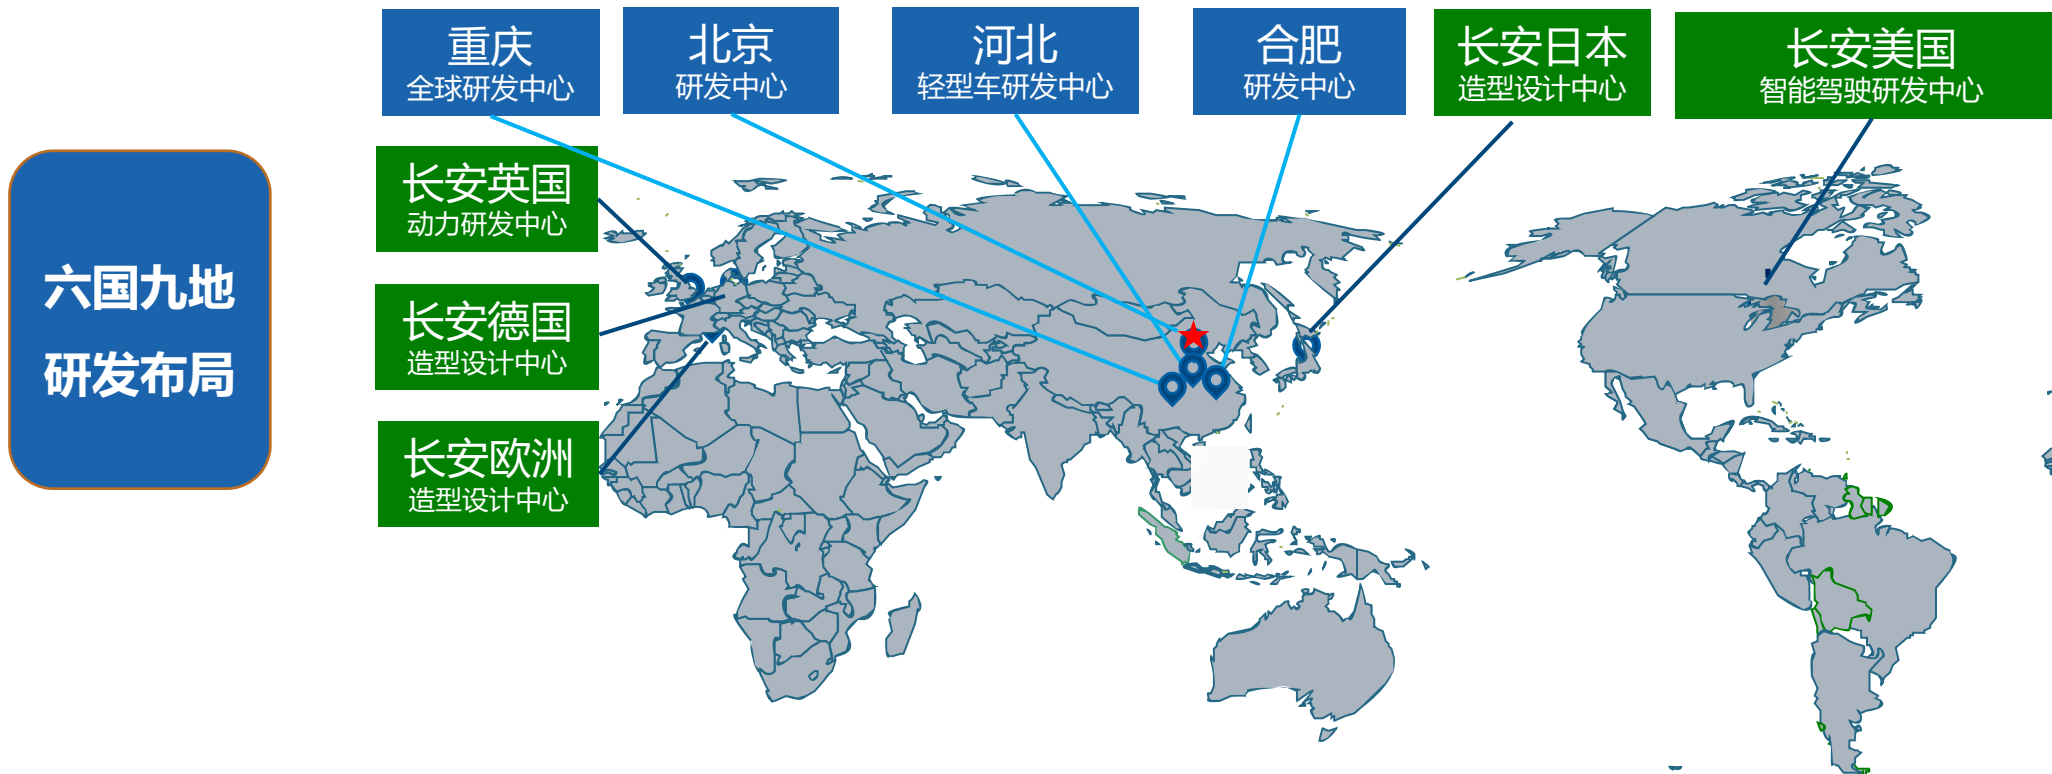 重庆
全球研发中心
北京
研发中心
河北
轻型车研发中心
合肥
研发中心
长安日本
造型设计中心
长安美国
智能驾驶研发中心
长安英国
动力研发中心
长安德国
造型设计中心
长安欧洲
造型设计中心
六国九地
研发布局